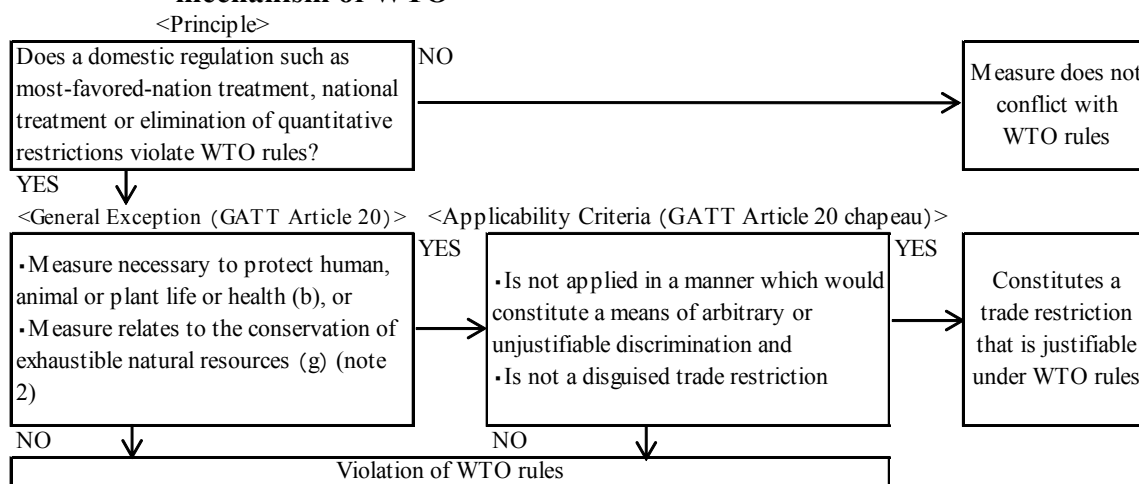 mechanism of WTO
<Principle>
Does a domestic regulation such as
most-favored-nation treatment, national
treatment or elimination of quantitative
restrictions violate WTO rules?
NO
Measure does not
conflict with
WTO rules
YES
<General Exception (GATT Article 20)>
<Applicability Criteria (GATT Article 20 chapeau)>
▪Measure necessary to protect human,
animal or plant life or health (b), or
▪Measure relates to the conservation of
exhaustible natural resources (g) (note
2)
YES
▪Is not applied in a manner which would
constitute a means of arbitrary or
unjustifiable discrimination and
▪Is not a disguised trade restriction
YES
Constitutes a
trade restriction
that is justifiable
under WTO rules
NO
NO
Violation of WTO rules